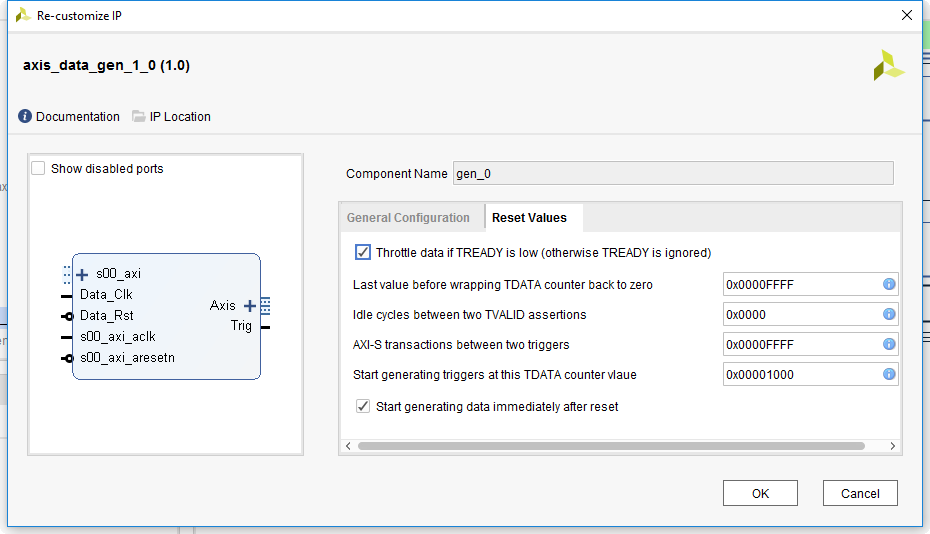 Re-customize IP
axis_data_gen_1_0 (1.0)
Documentation IP Location
Show disabled ports
s00_axi
Data_Clk
Data_Rst
s00_axi_aclk
s00_axi_aresetn
Axis
Trig
Component Name gen_0
General Configuration Reset Values
Throttle data if TREADY is low (otherwise TREADY is ignored)
Last value before wrapping TDATA counter back to zero 0x0000FFFF
Idle cycles between two TVALID assertions 0x0000
AXI-S transactions between two triggers 0x0000FFFF
Start generating triggers at this TDATA counter vlaue 0x00001000
Start generating data immediately after reset
OK Cancel